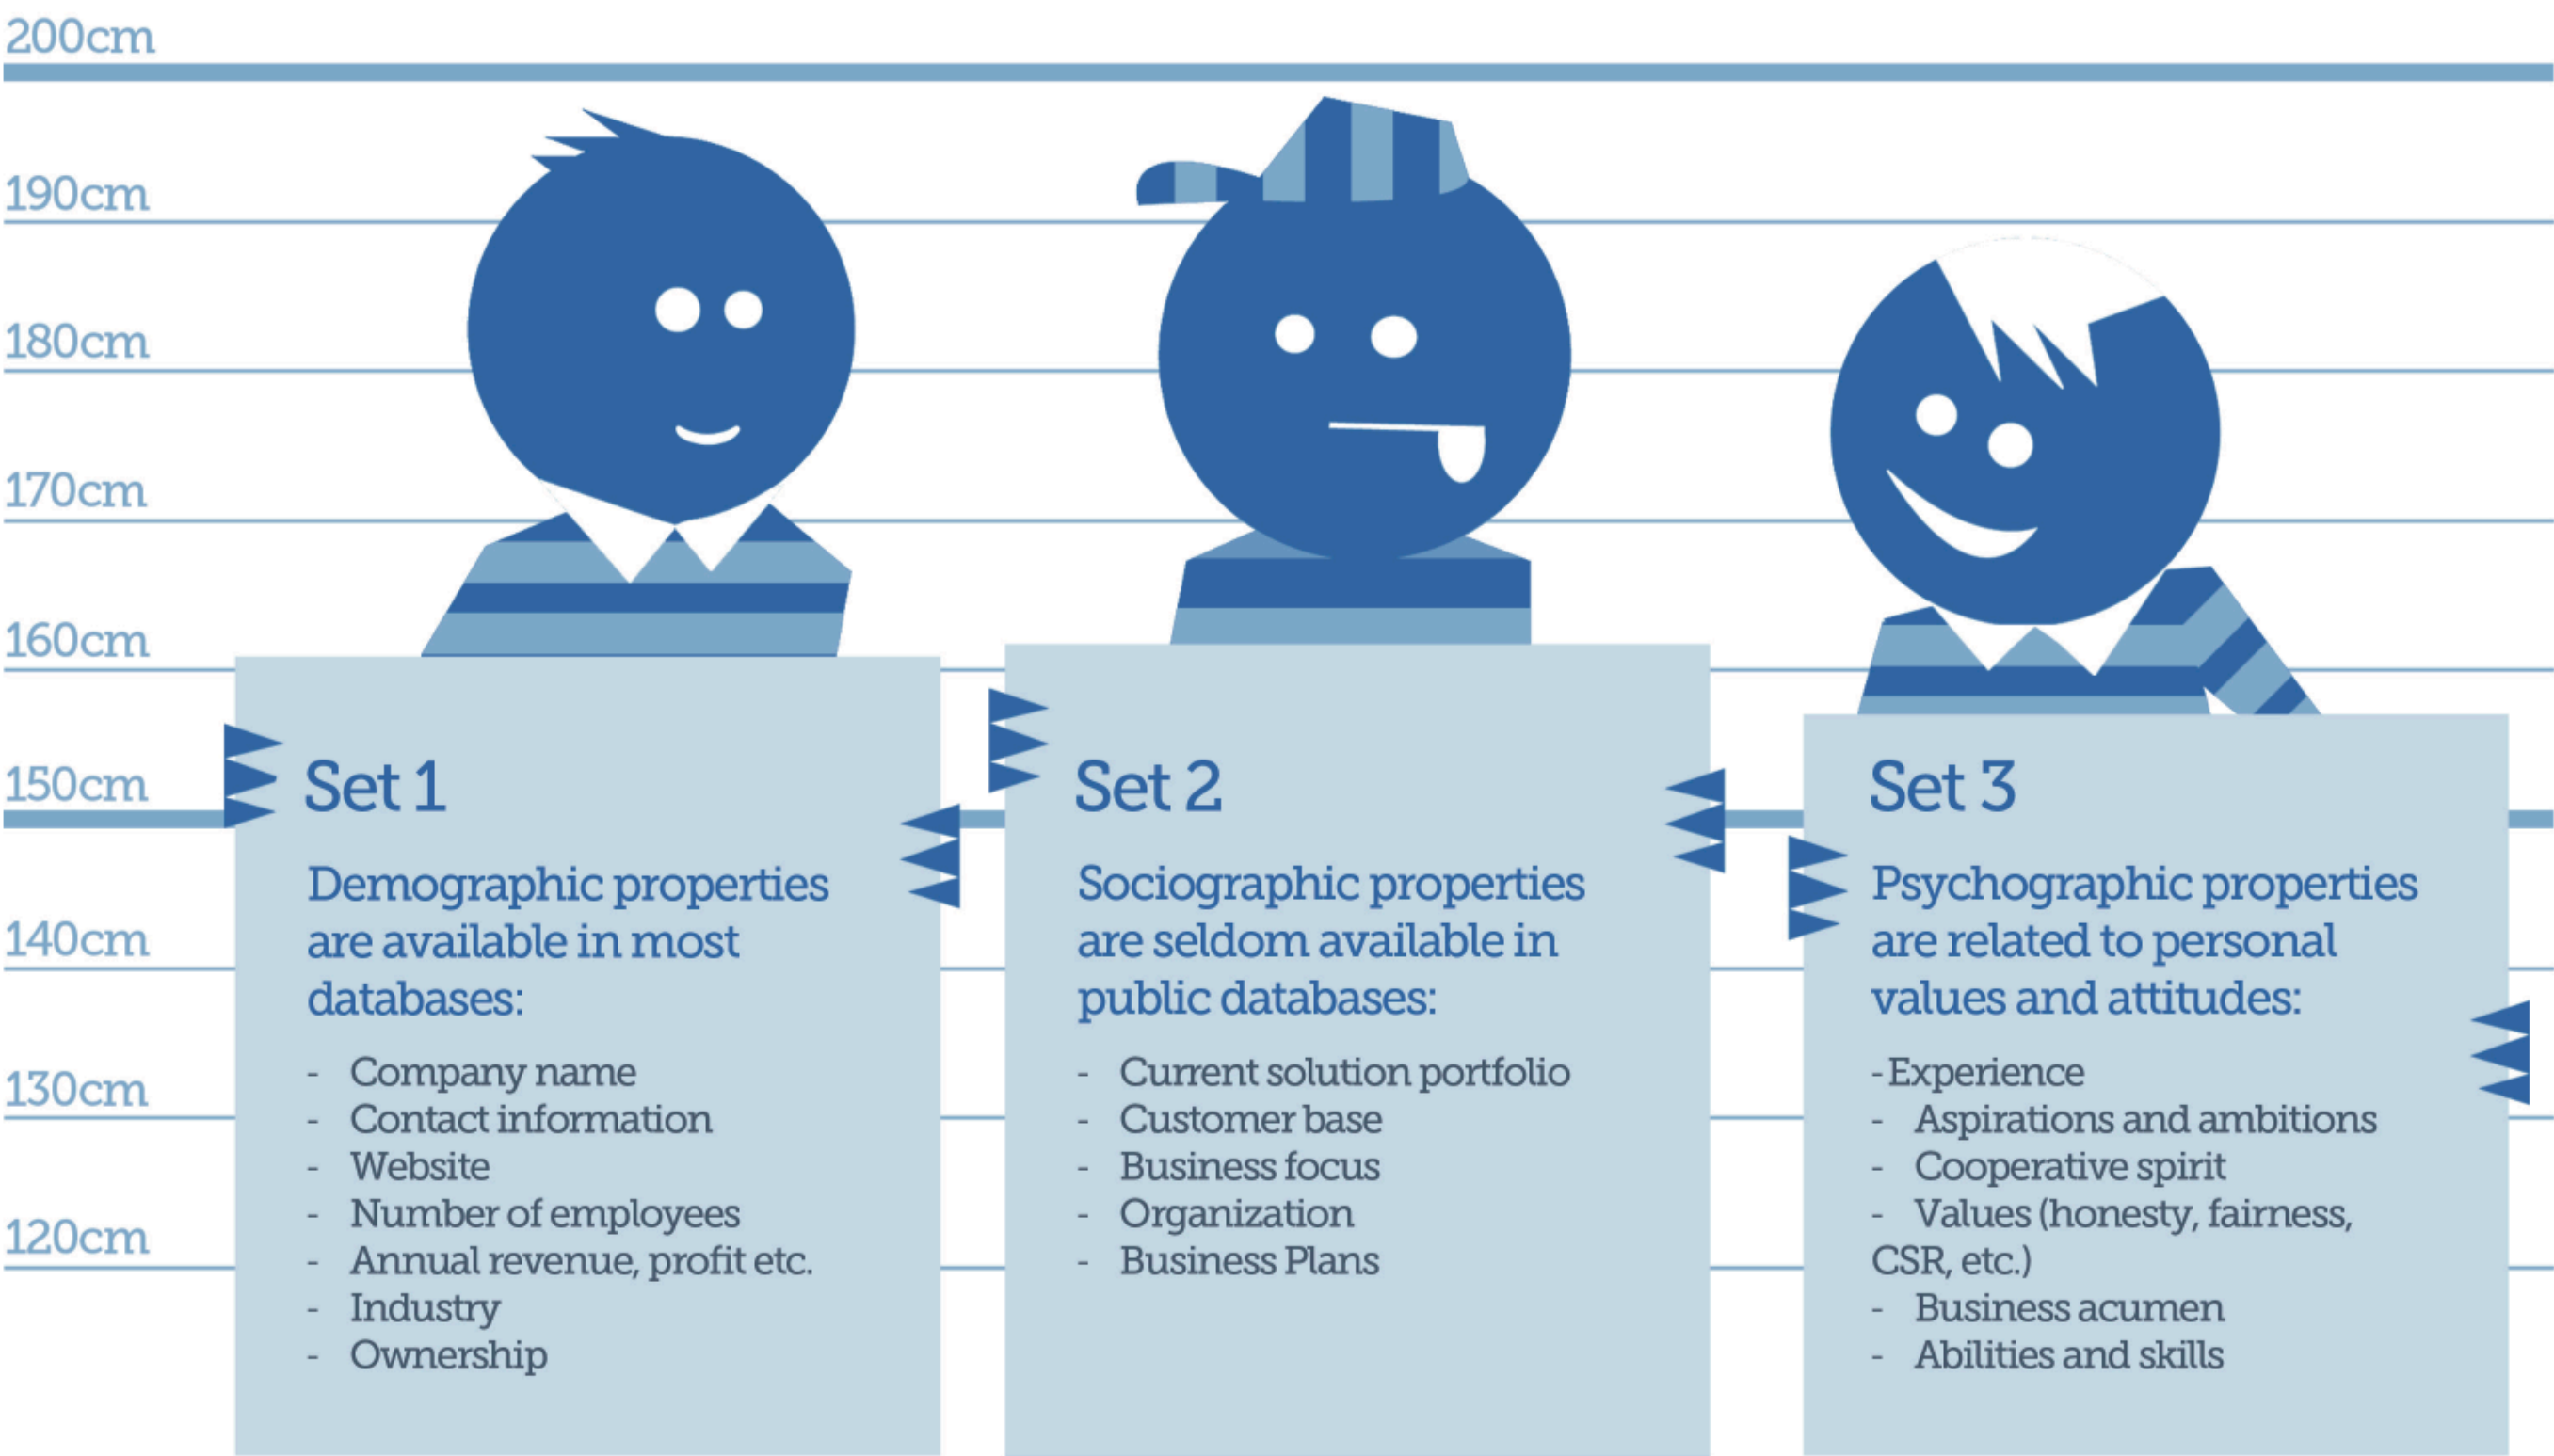 200cm
190cm
180cm
170cm
160cm
150cm
140cm
130cm
120cm
Set 1
Demographic properties
are available in most
databases:
- Company name
- Contact information
- Website
- Number of employees
- Annual revenue, profit etc.
- Industry
- Ownership
Set 2
Sociographic properties
are seldom available in
public databases:
- Current solution portfolio
- Customer base
- Business focus
- Organization
- Business Plans
Set 3
Psychographic properties
are related to personal
values and attitudes:
- Experience
- Aspirations and ambitions
- Cooperative spirit
- Values (honesty, fairness,
CSR, etc.)
- Business acumen
- Abilities and skills